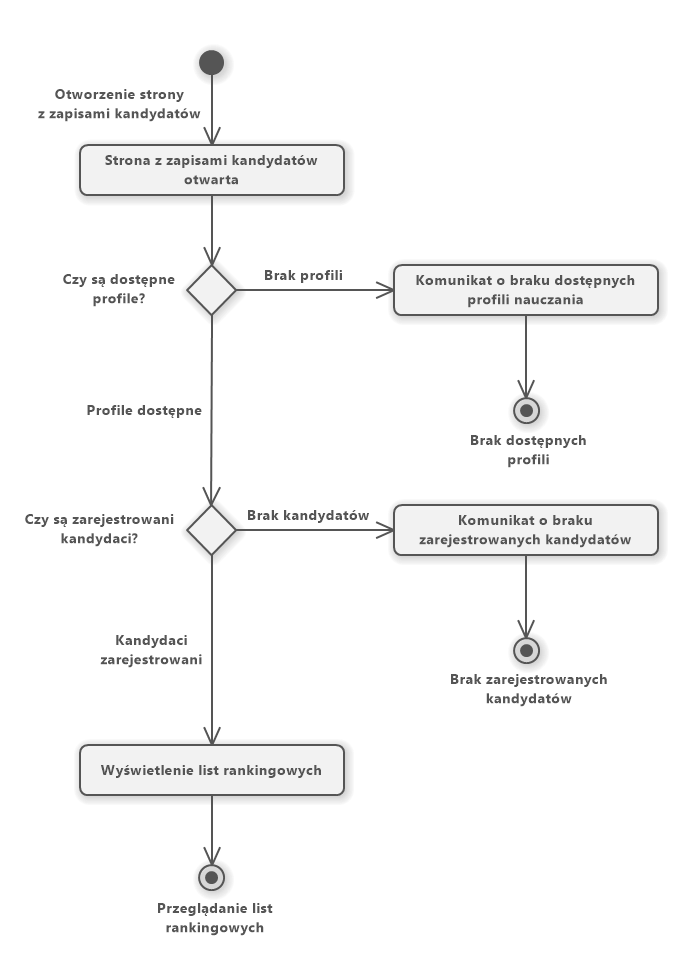 Otworzenie strony
z zapisami kandydatów
Strona z zapisami kandydatów
otwarta
Czy są dostępne
profile?
Brak profili
Komunikat o braku dostępnych
profili nauczania
Profile dostępne
Brak dostępnych
profili
Czy są zarejestrowani
kandydaci?
Brak kandydatów
Komunikat o braku
zarejestrowanych kandydatów
Kandydaci
zarejestrowani
Brak zarejestrowanych
kandydatów
Wyświetlenie list rankingowych
Przeglądanie list
rankingowych